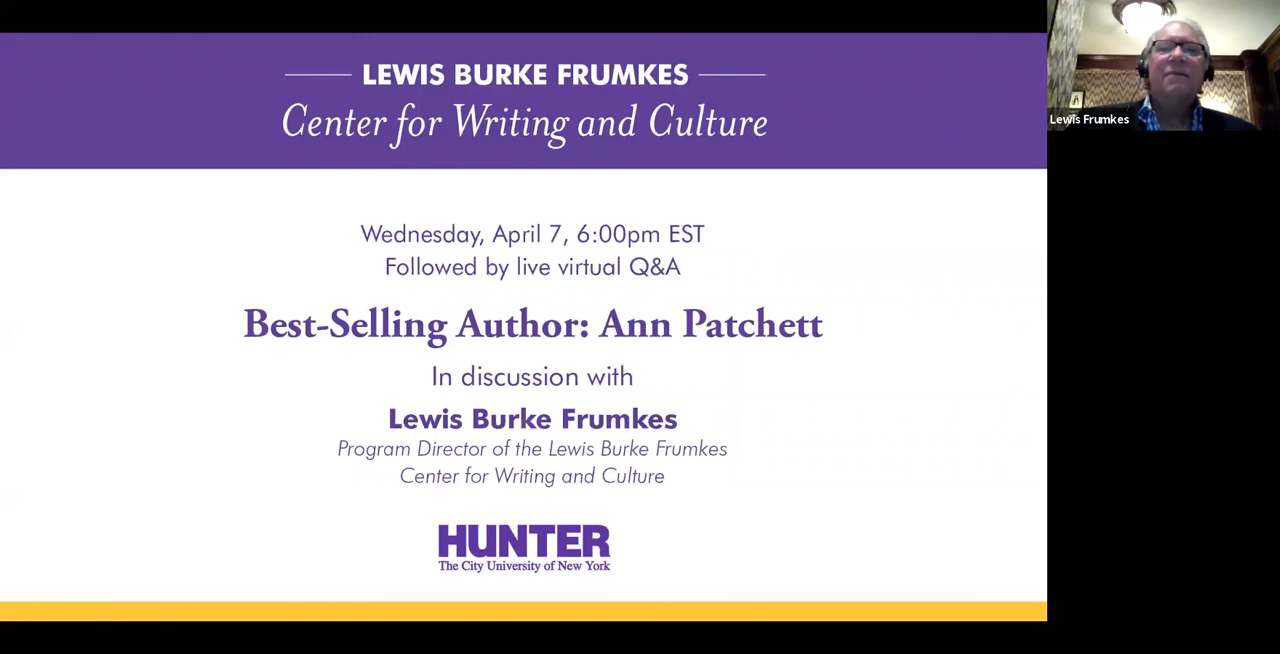 LEWIS BURKE FRUMKES
Center for Writing and Culture
Wednesday, April 7, 6:00pm EST
Followed by live virtual Q&A
Best-Selling Author: Ann Patchett
In discussion with
Lewis Burke Frumkes
Program Director of the Lewis Burke Frumkes
Center for Writing and Culture
HUNTER
The City University of New York
Lewis Frumkes